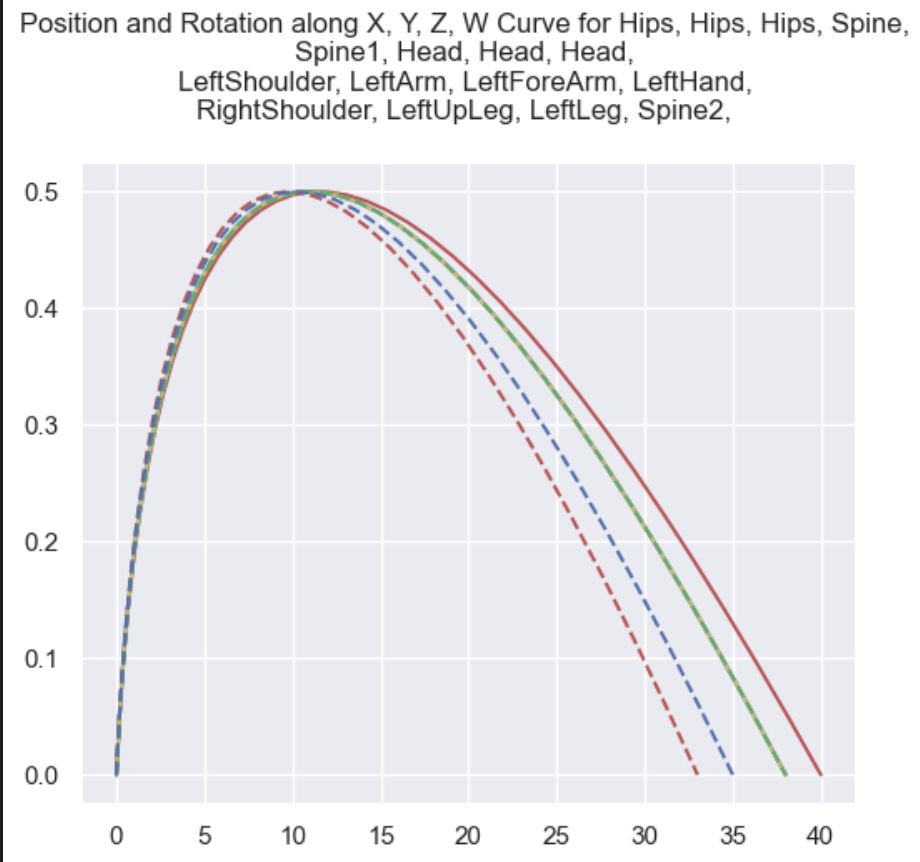 Position and Rotation along X, Y, Z, W Curve for Hips, Hips, Hips, Spine,
Spine1, Head, Head, Head,
LeftShoulder, LeftArm, LeftForeArm, LeftHand,
RightShoulder, LeftUpLeg, LeftLeg, Spine2,
0.5
0.4
0.3
0.2
0.1
0.0
0 5 10 15 20 25 30 35 40